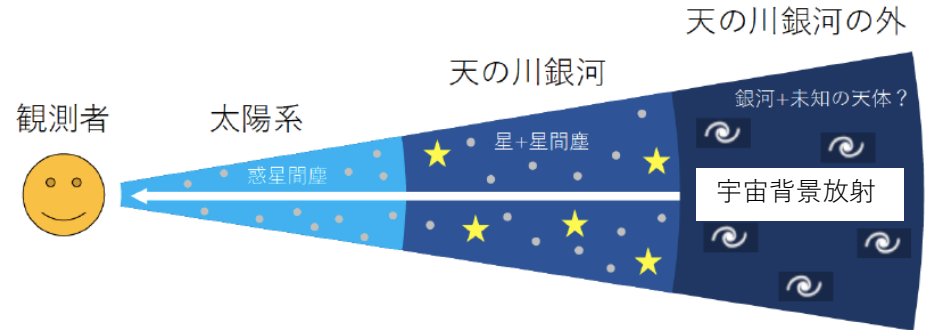 天の川銀河の外
天の川銀河
太陽系
観測者
銀河+未知の天体？
星+星間塵
惑星間塵
宇宙背景放射